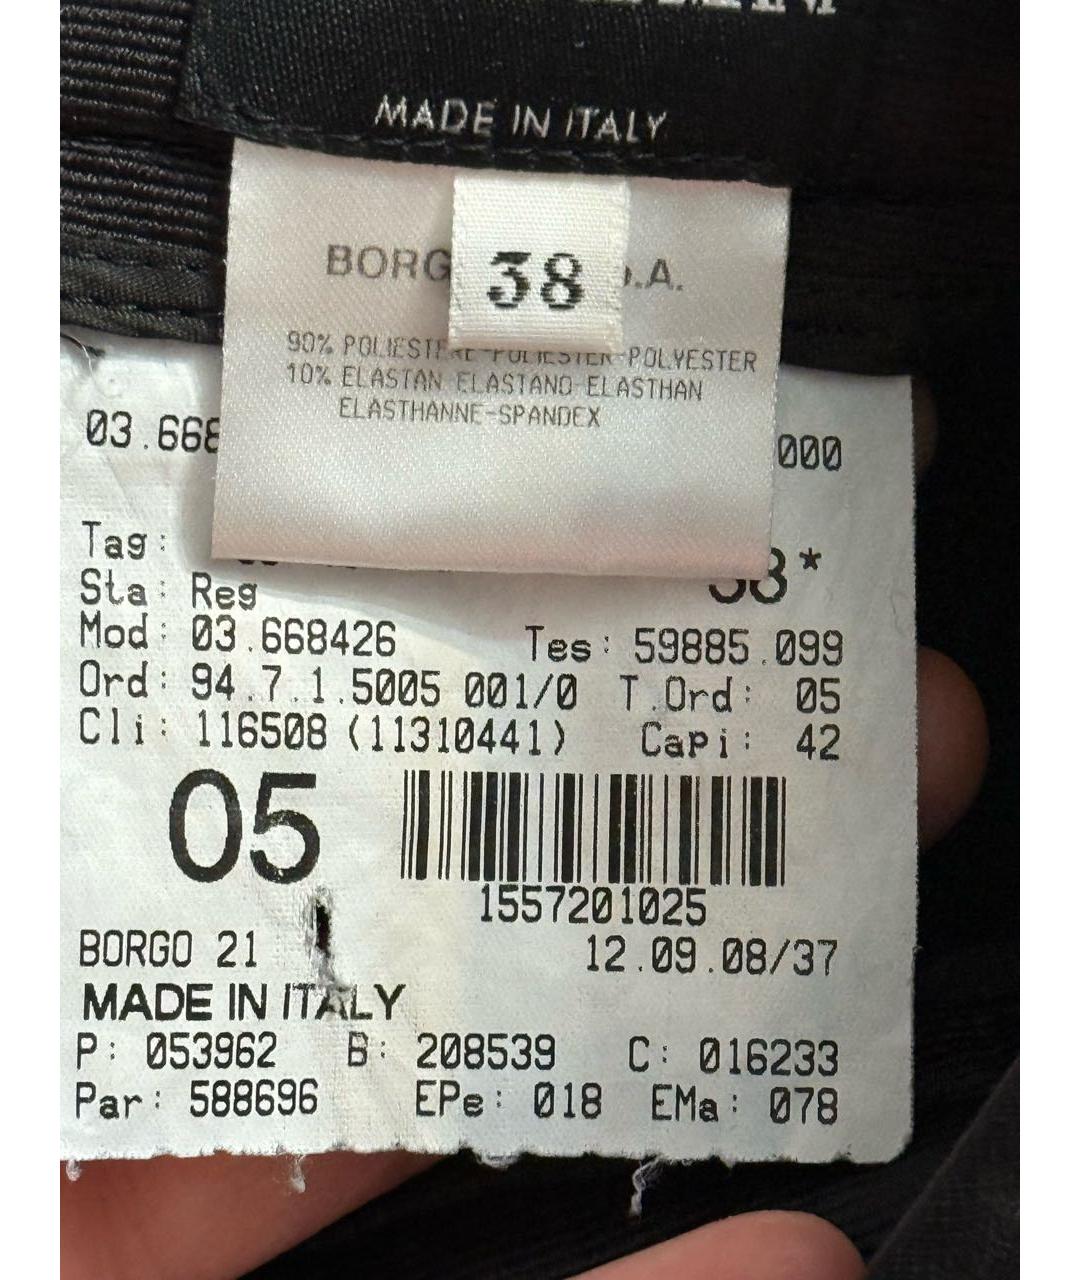 MADE IN ITALY
38
90% POLIESTERE-POLIESTER-POLYESTER
10% ELASTAN-ELASTANO-ELASTHAN
ELASTHANNE-SPANDEX
03.668 000
Tag:
38*
Sta: Reg
Mod: 03.668426 Tes: 59885.099
Ord: 94.7.1.5005 001/0 T.Ord: 05
Cli: 116508 (11310441) Capi: 42
05
1557201025
BORGO 21 12.09.08/37
MADE IN ITALY
P: 053962 B: 208539 C: 016233
Par: 588696 EPe: 018 EMa: 078